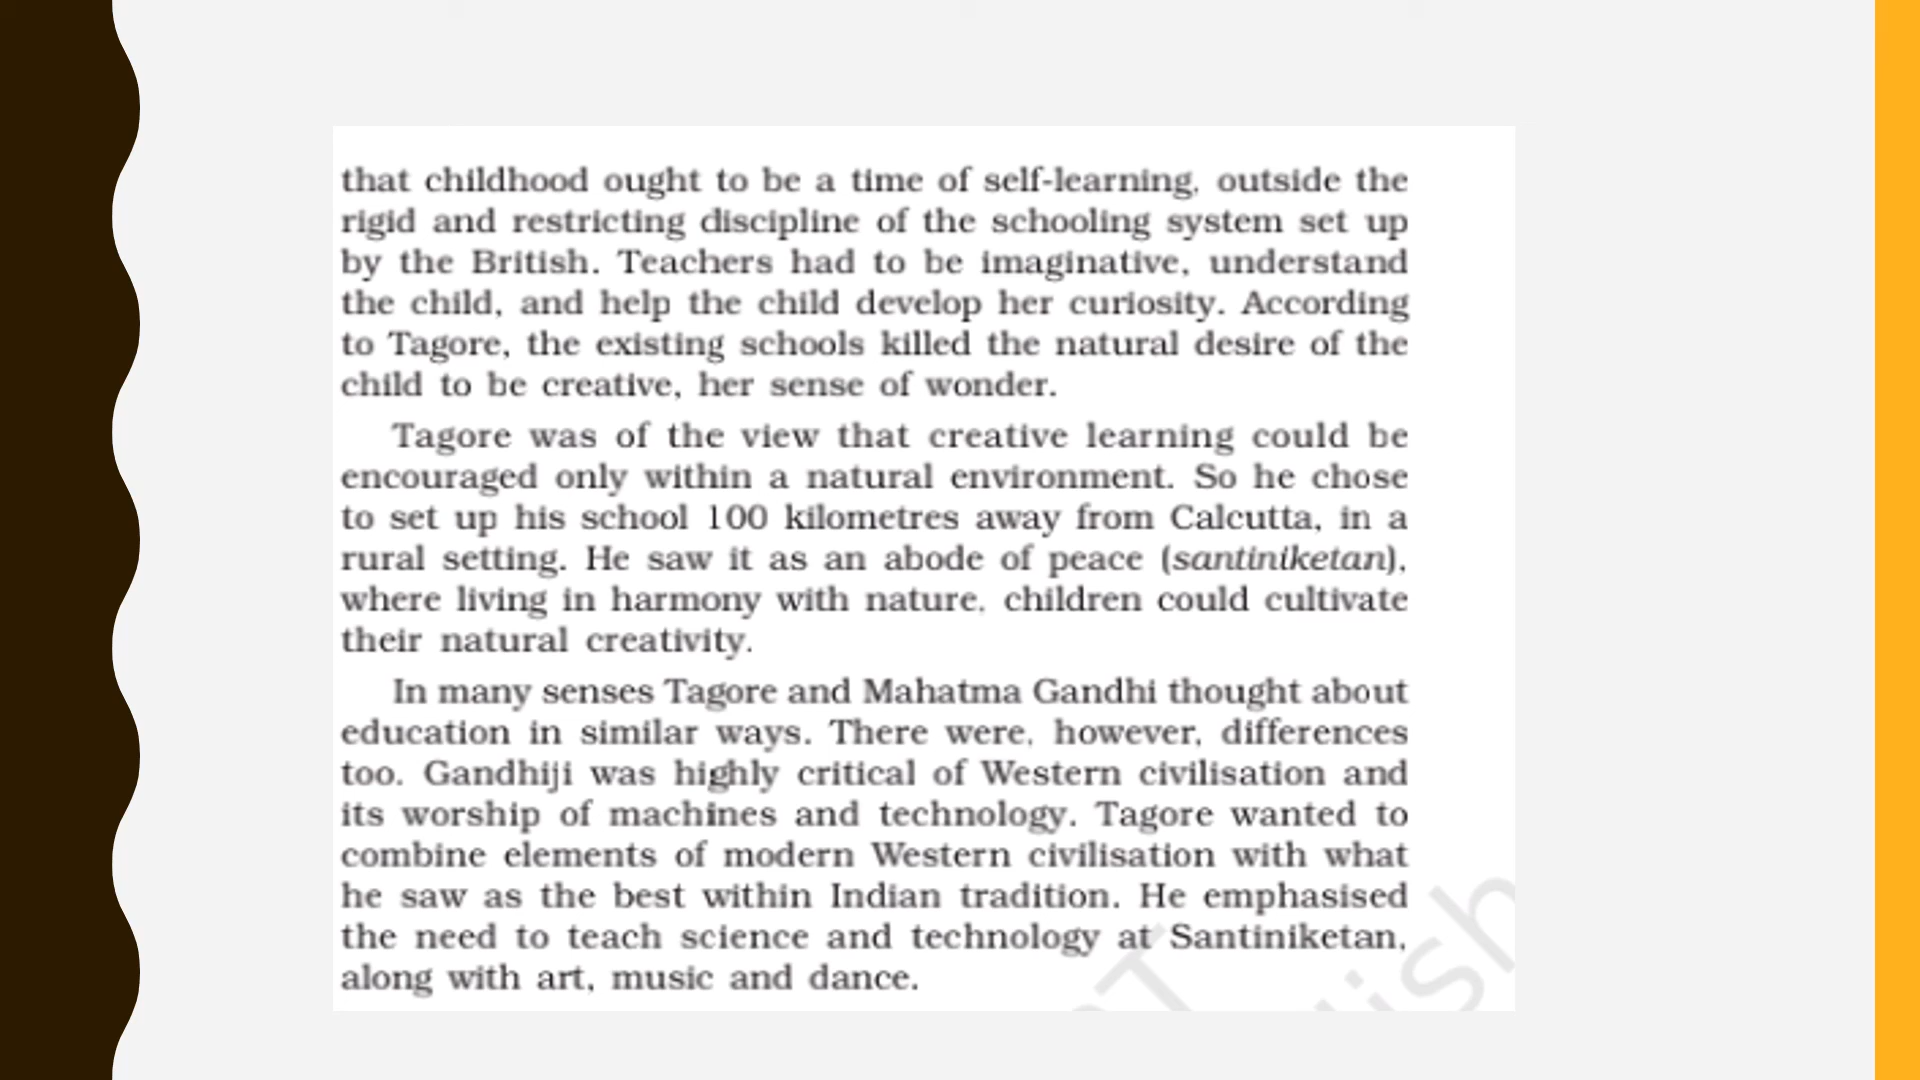 that childhood ought to be a time of self-learning, outside the
rigid and restricting discipline of the schooling system set up
by the British. Teachers had to be imaginative, understand
the child, and help the child develop her curiosity. According
to Tagore, the existing schools killed the natural desire of the
child to be creative, her sense of wonder.
Tagore was of the view that creative learning could be
encouraged only within a natural environment. So he chose
to set up his school 100 kilometres away from Calcutta, in a
rural setting. He saw it as an abode of peace (santiniketan),
where living in harmony with nature, children could cultivate
their natural creativity.
In many senses Tagore and Mahatma Gandhi thought about
education in similar ways. There were, however, differences
too. Gandhiji was highly critical of Western civilisation and
its worship of machines and technology. Tagore wanted to
combine elements of modern Western civilisation with what
he saw as the best within Indian tradition. He emphasised
the need to teach science and technology at Santiniketan,
along with art, music and dance.